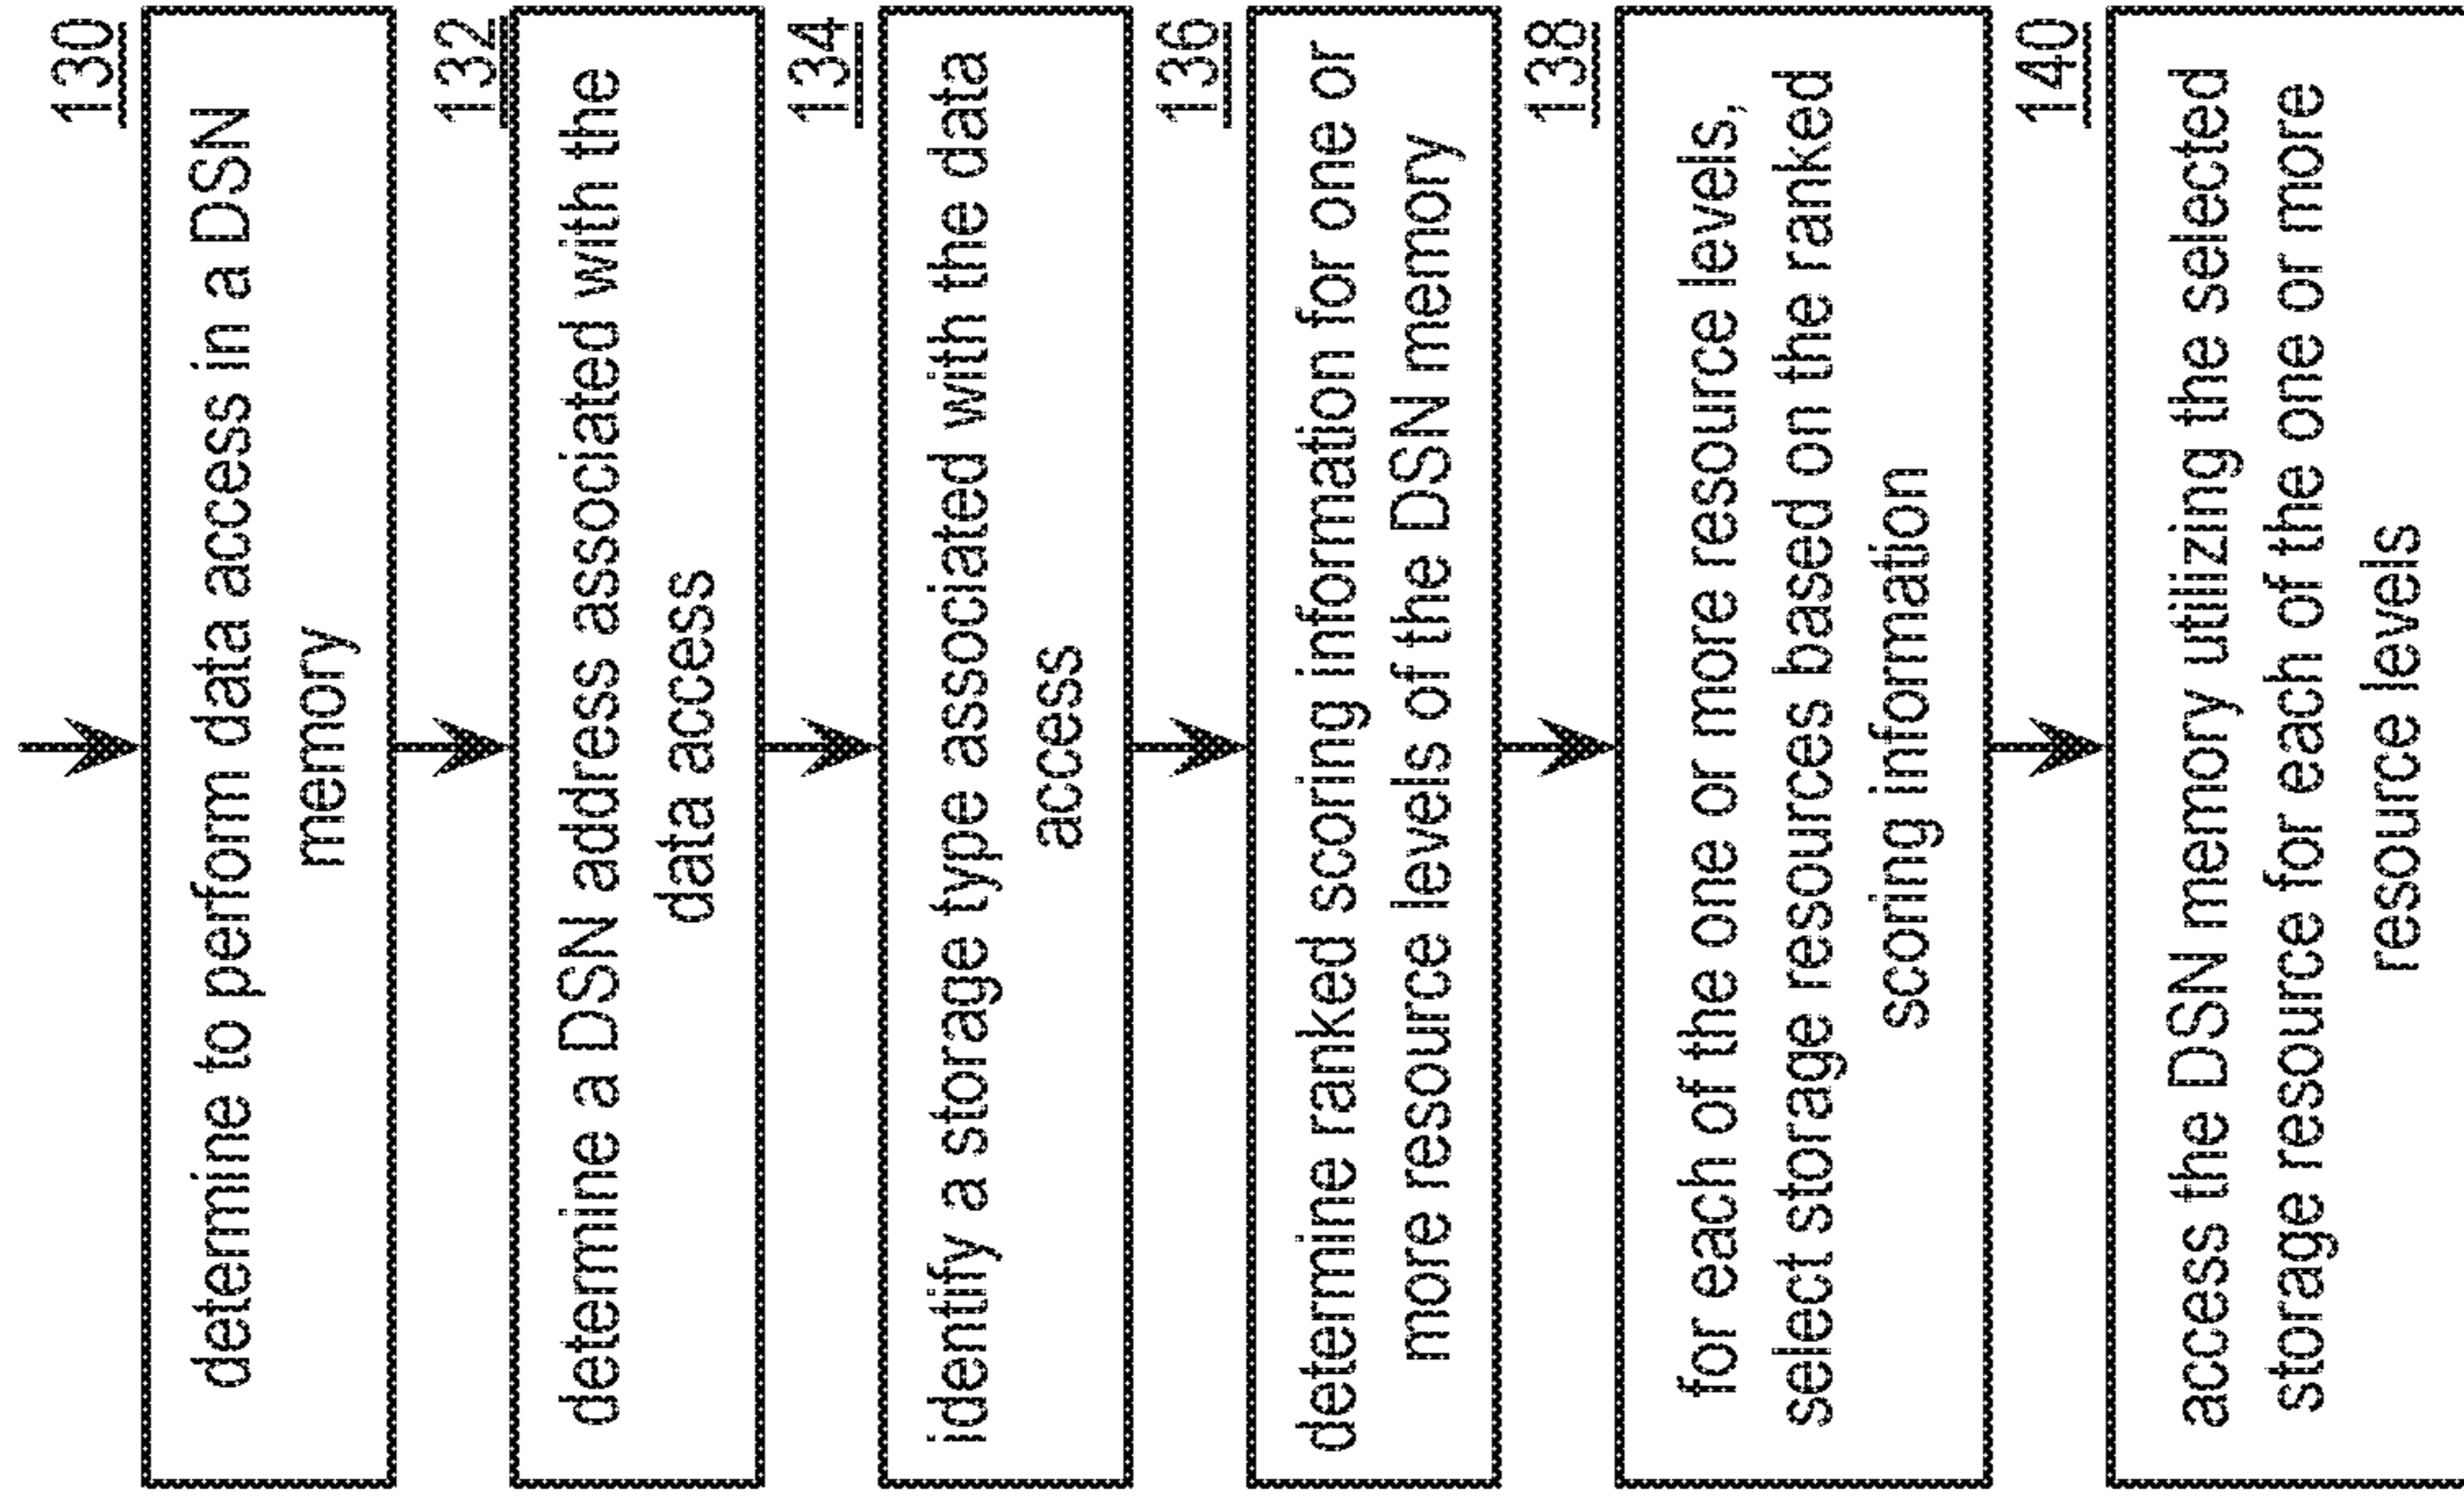 130
determine to perform data access in a DSN
memory
132
determine a DSN address associated with the
data access
134
identify a storage type associated with the data
access
136
determine ranked scoring information for one or
more resource levels of the DSN memory
138
for each of the one or more resource levels,
select storage resources based on the ranked
scoring information
140
access the DSN memory utilizing the selected
storage resource for each of the one or more
resource levels